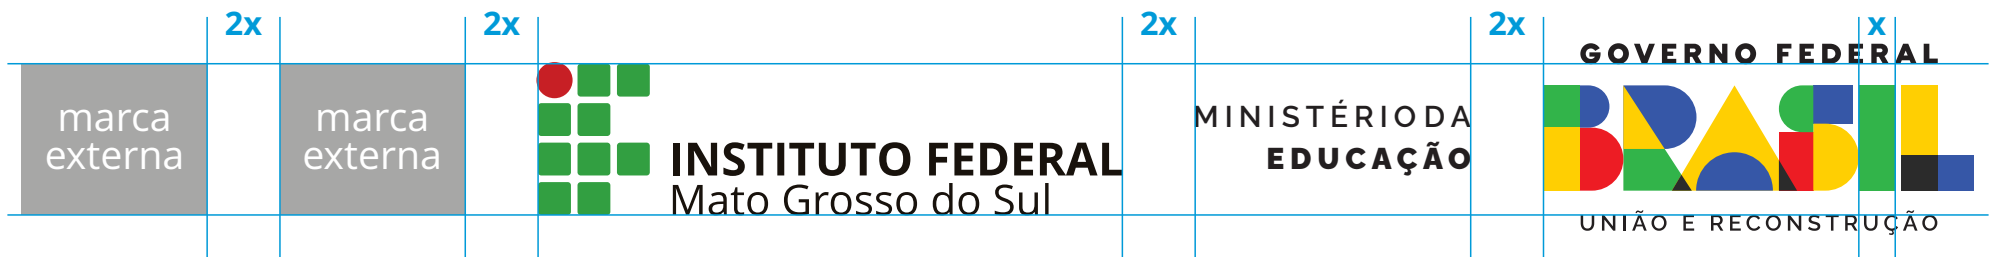 2x 2x 2x 2x x
marca
externa
marca
externa
INSTITUTO FEDERAL
Mato Grosso do Sul
MINISTÉRIO DA
EDUCAÇÃO
GOVERNO FEDERAL
BRASIL
UNIÃO E RECONSTRUÇÃO